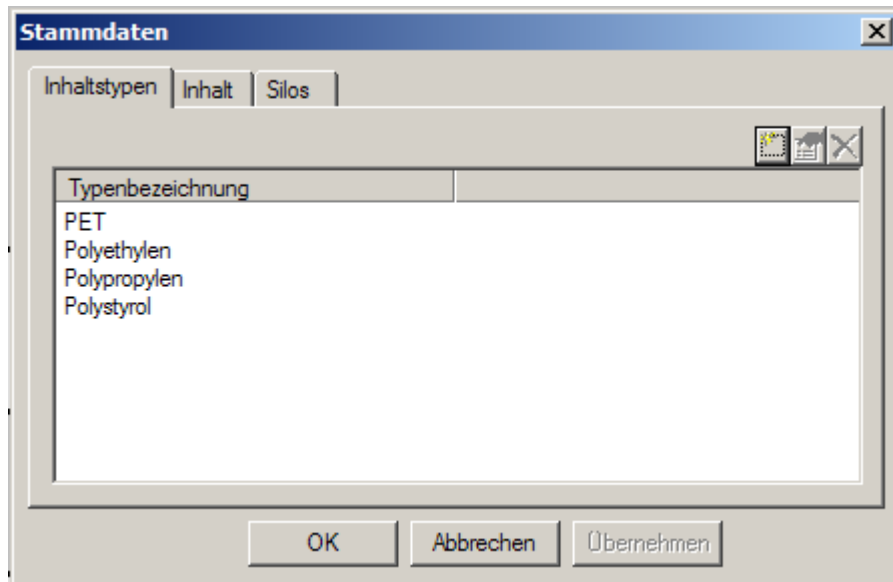 Stammdaten
Inhaltstypen Inhalt Silos
Typenbezeichnung
PET
Polyethylen
Polypropylen
Polystyrol
OK Abbrechen Übernehmen